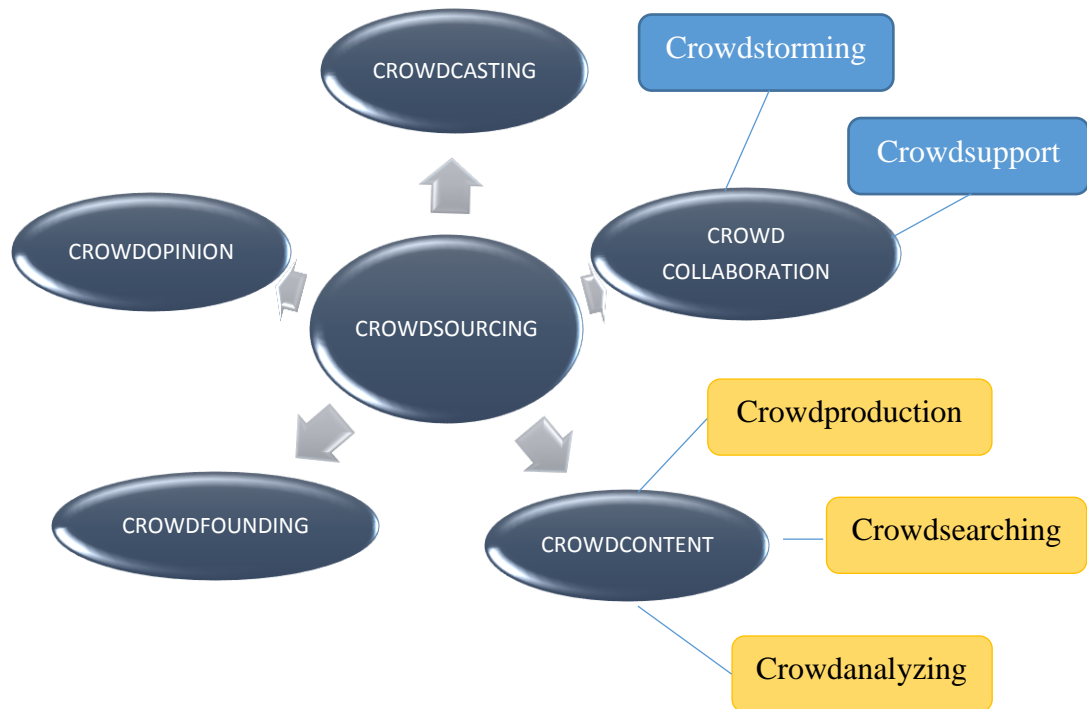 CROWDCASTING
Crowdstorming
Crowdsupport
CROWDOPINION
CROWD
COLLABORATION
CROWDSOURCING
Crowdproduction
CROWDFOUNDING
CROWDCONTENT
Crowdsearching
Crowdanalyzing